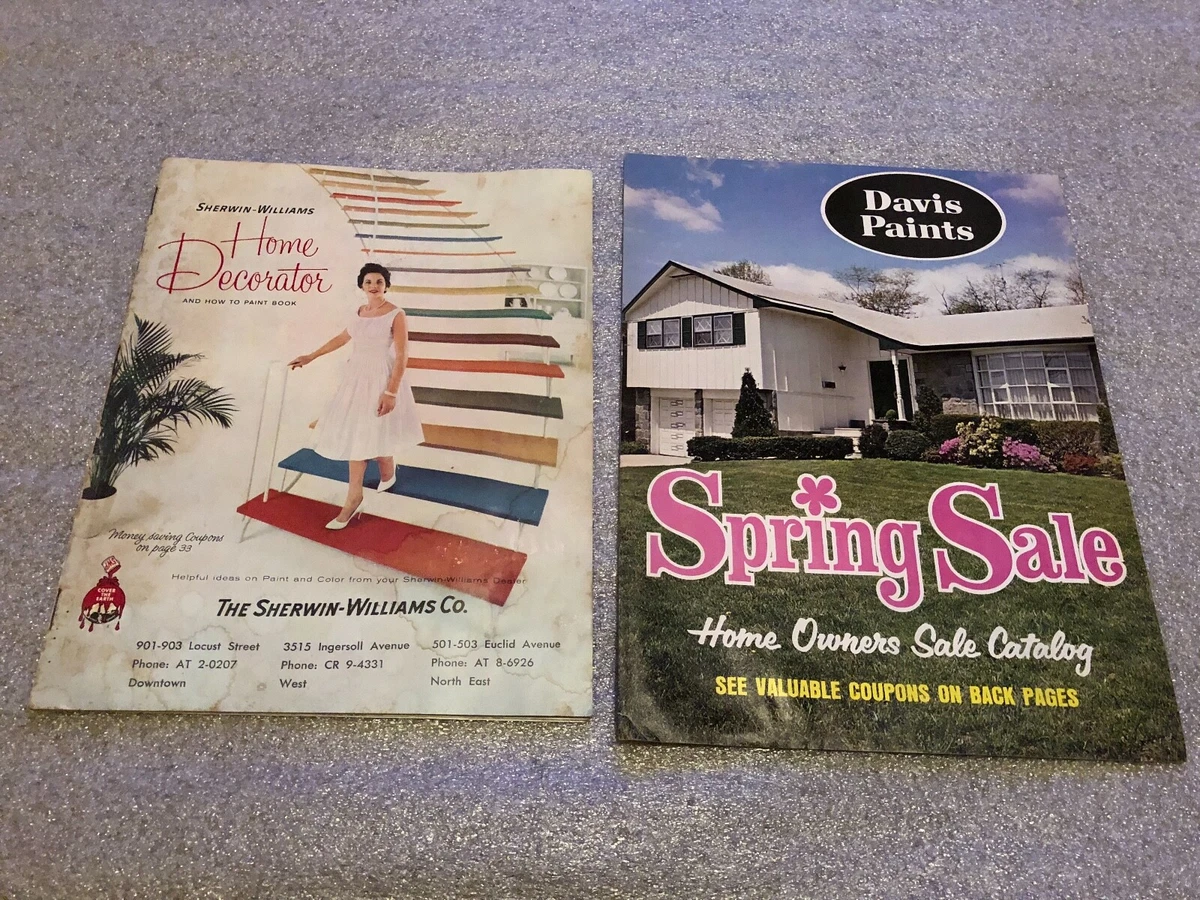 SHERWIN-WILLIAMS
Home
Decorator
AND HOW TO PAINT BOOK
Money saving Coupons
on page 33
COVER
THE
EARTH
Helpful ideas on Paint and Color from your Sherwin-Williams Dealer
THE SHERWIN-WILLIAMS CO.
901-903 Locust Street
Phone: AT 2-0207
Downtown
3515 Ingersoll Avenue
Phone: CR 9-4331
West
501-503 Euclid Avenue
Phone: AT 8-6926
North East
Davis
Paints
Spring Sale
Home Owners Sale Catalog
SEE VALUABLE COUPONS ON BACK PAGES